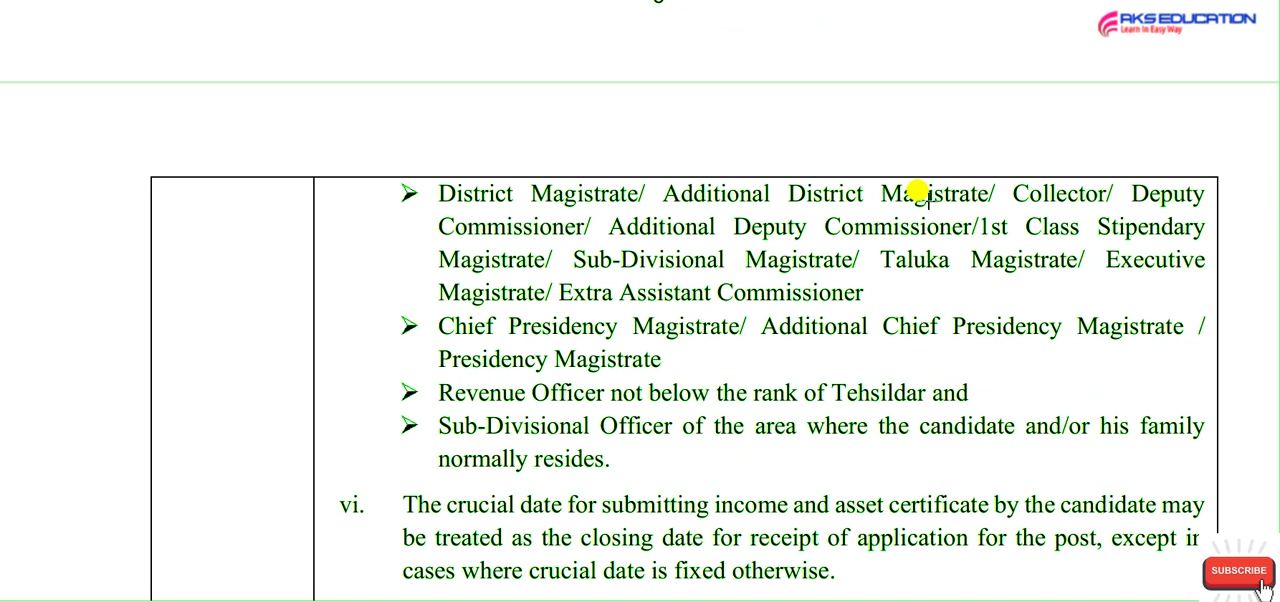 AKS EDUCATION
Learn In Easy Way
➢ District Magistrate/ Additional District Magistrate/ Collector/ Deputy
Commissioner/ Additional Deputy Commissioner/1st Class Stipendary
Magistrate/ Sub-Divisional Magistrate/ Taluka Magistrate/ Executive
Magistrate/ Extra Assistant Commissioner
➢ Chief Presidency Magistrate/ Additional Chief Presidency Magistrate /
Presidency Magistrate
➢ Revenue Officer not below the rank of Tehsildar and
➢ Sub-Divisional Officer of the area where the candidate and/or his family
normally resides.
vi. The crucial date for submitting income and asset certificate by the candidate may
be treated as the closing date for receipt of application for the post, except in
cases where crucial date is fixed otherwise.
SUBSCRIBE